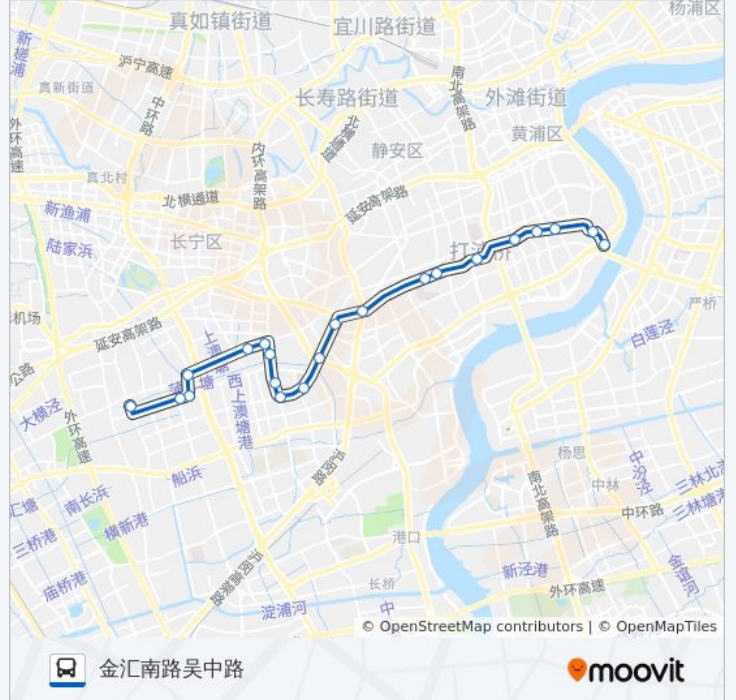 杨浦区
真如镇街道
宜川路街道
新槎浦
沪宁高速
南北高架路
真新街道
长寿路街道
外滩街道
中环路
北横通道
外环高速
内环高架路
黄浦区
静安区
真北村
北横通道
延安高架路
新渔浦
长宁区
陆家浜
打浦桥
严桥
机场
延安高架路
上澳塘
白莲泾
公路
蒲汇塘
西上澳塘港
大横泾
外环高速
杨思
沪闵路
中汾泾
船浜
南北高架路
中林
三林北港
汇塘
南长浜
中环路
三林塘港
横新港
三桥港
港口
沪闵高架路
新泾港
金谊河
庙桥港
长桥
外环高速
淀浦河
中
© OpenStreetMap contributors | © OpenMapTiles
金汇南路吴中路
moovit